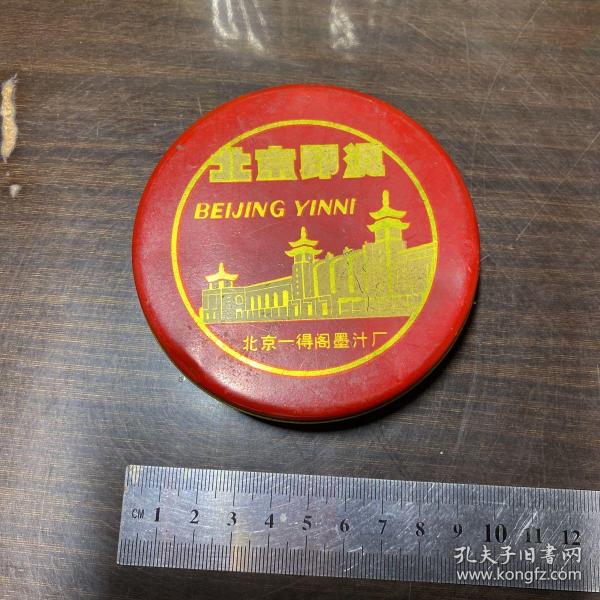 北京印泥
BEIJING YINNI
北京一得阁墨汁厂
CM 1 2 3 4 5 6 7 8 9 10 11 12
孔夫子旧書网
www.kongfz.com